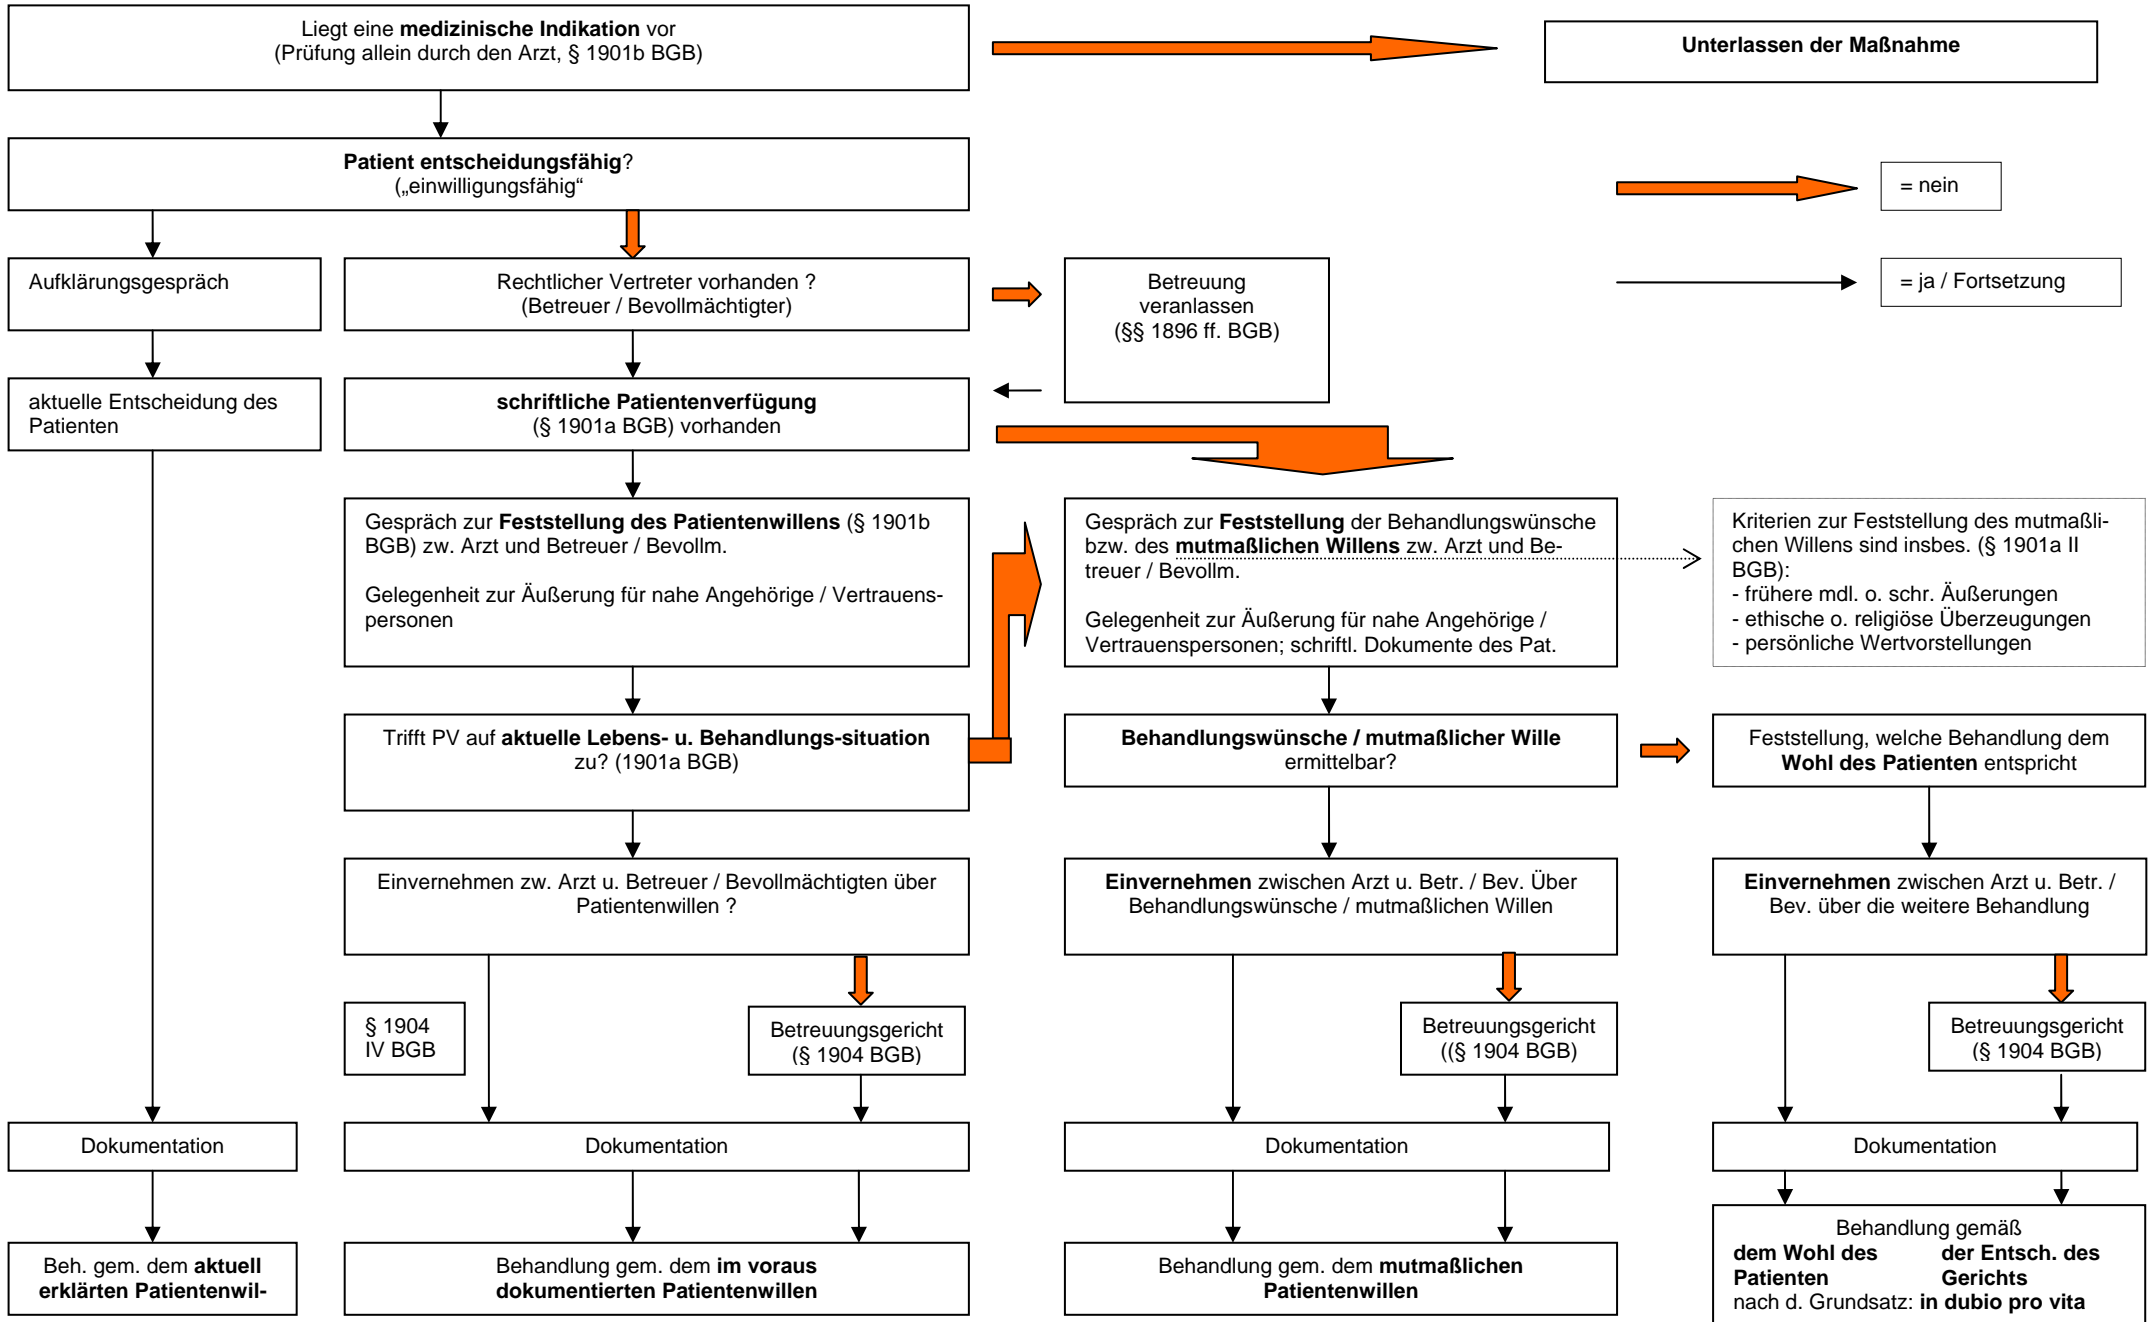 Liegt eine medizinische Indikation vor
(Prüfung allein durch den Arzt, § 1901b BGB)
Unterlassen der Maßnahme
Patient entscheidungsfähig?
(„einwilligungsfähig“
= nein
Aufklärungsgespräch
Rechtlicher Vertreter vorhanden ?
(Betreuer / Bevollmächtigter)
Betreuung
veranlassen
(§§ 1896 ff. BGB)
= ja / Fortsetzung
aktuelle Entscheidung des
Patienten
schriftliche Patientenverfügung
(§ 1901a BGB) vorhanden
Gespräch zur Feststellung des Patientenwillens (§ 1901b
BGB) zw. Arzt und Betreuer / Bevollm.
Gelegenheit zur Äußerung für nahe Angehörige / Vertrauens-
personen
Gespräch zur Feststellung der Behandlungswünsche
bzw. des mutmaßlichen Willens zw. Arzt und Be-
treuer / Bevollm.
Gelegenheit zur Äußerung für nahe Angehörige /
Vertrauenspersonen; schriftl. Dokumente des Pat.
Kriterien zur Feststellung des mutmaßli-
chen Willens sind insbes. (§ 1901a II
BGB):
- frühere mdl. o. schr. Äußerungen
- ethische o. religiöse Überzeugungen
- persönliche Wertvorstellungen
Trifft PV auf aktuelle Lebens- u. Behandlungs-situation
zu? (1901a BGB)
Behandlungswünsche / mutmaßlicher Wille
ermittelbar?
Feststellung, welche Behandlung dem
Wohl des Patienten entspricht
Einvernehmen zw. Arzt u. Betreuer / Bevollmächtigten über
Patientenwillen ?
Einvernehmen zwischen Arzt u. Betr. / Bev. Über
Behandlungswünsche / mutmaßlichen Willen
Einvernehmen zwischen Arzt u. Betr. /
Bev. über die weitere Behandlung
§ 1904
IV BGB
Betreuungsgericht
(§ 1904 BGB)
Betreuungsgericht
((§ 1904 BGB)
Betreuungsgericht
(§ 1904 BGB)
Dokumentation
Dokumentation
Dokumentation
Dokumentation
Beh. gem. dem aktuell
erklärten Patientenwil-
Behandlung gem. dem im voraus
dokumentierten Patientenwillen
Behandlung gem. dem mutmaßlichen
Patientenwillen
Behandlung gemäß
dem Wohl des der Entsch. des
Patienten Gerichts
nach d. Grundsatz: in dubio pro vita